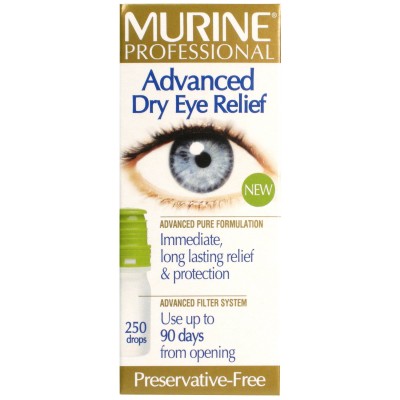 MURINE®
PROFESSIONAL
Advanced
Dry Eye Relief
NEW
ADVANCED PURE FORMULATION
Immediate,
long lasting relief
& protection
ADVANCED FILTER SYSTEM
250
drops
Use up to
90 days
from opening
Preservative-Free